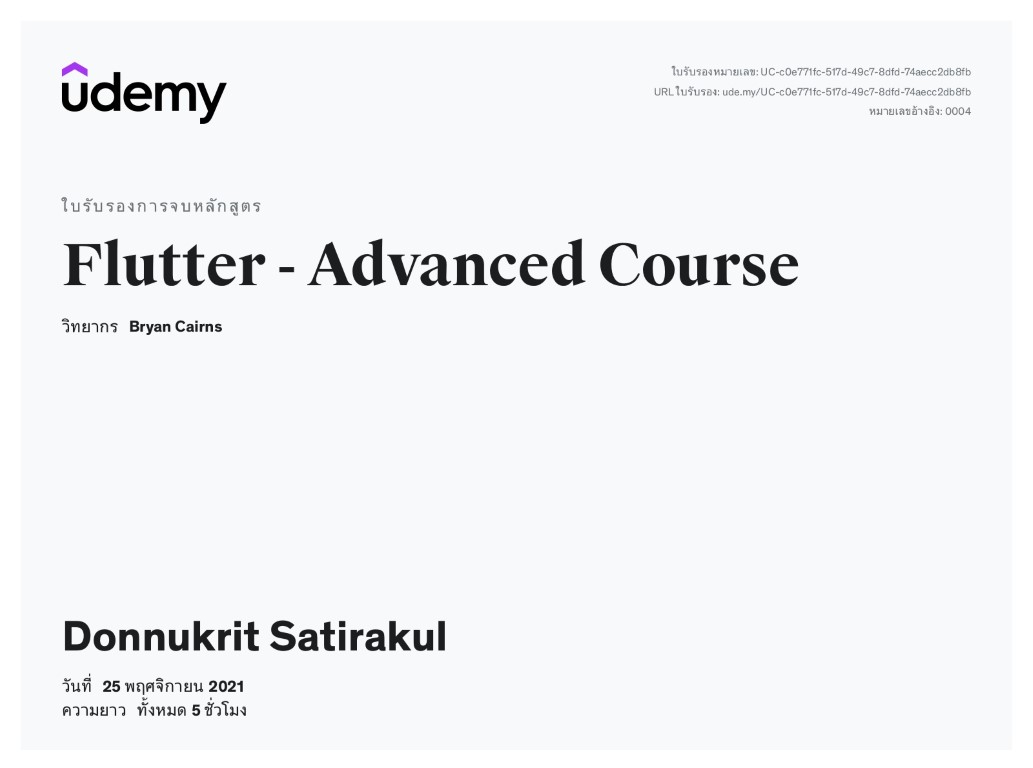 udemy
ใบรับรองหมายเลข: UC-c0e771fc-517d-49c7-8dfd-74aecc2db8fb
URL ใบรับรอง: ude.my/UC-c0e771fc-517d-49c7-8dfd-74aecc2db8fb
หมายเลขอ้างอิง: 0004
ใบรับรองการจบหลักสูตร
Flutter - Advanced Course
วิทยากร Bryan Cairns
Donnukrit Satirakul
วันที่ 25 พฤศจิกายน 2021
ความยาว ทั้งหมด 5 ชั่วโมง